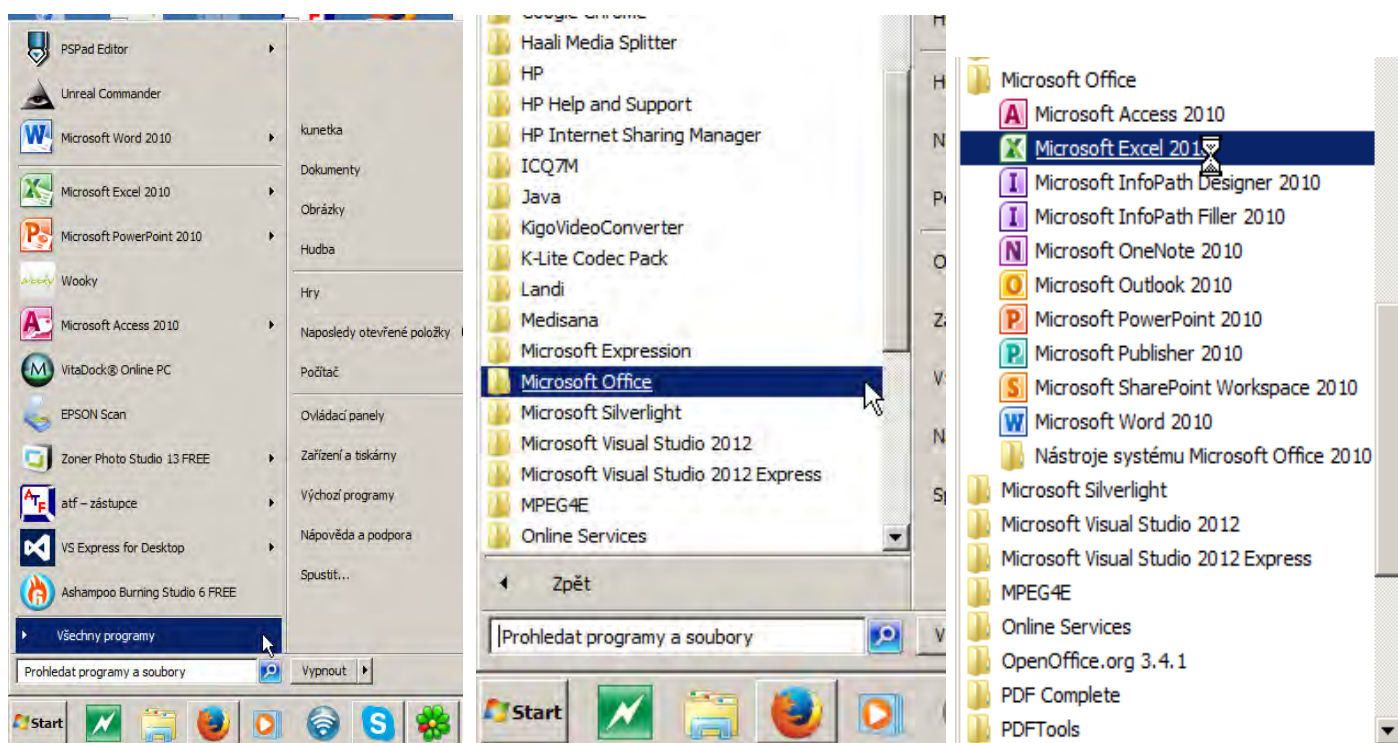 PSPad Editor
Unreal Commander
Microsoft Word 2010
Microsoft Excel 2010
Microsoft PowerPoint 2010
Wooky
Microsoft Access 2010
VitaDock® Online PC
EPSON Scan
Zoner Photo Studio 13 FREE
atf – zástupce
VS Express for Desktop
Ashampoo Burning Studio 6 FREE
Všechny programy
Prohledat programy a soubory
kunetka
Dokumenty
Obrázky
Hudba
Hry
Naposledy otevřené položky
Počítač
Ovládací panely
Zařízení a tiskárny
Výchozí programy
Nápověda a podpora
Spustit...
Vypnout
Start
Google Chrome
Haali Media Splitter
HP
HP Help and Support
HP Internet Sharing Manager
ICQ7M
Java
KigoVideoConverter
K-Lite Codec Pack
Landi
Medisana
Microsoft Expression
Microsoft Office
Microsoft Silverlight
Microsoft Visual Studio 2012
Microsoft Visual Studio 2012 Express
MPEG4E
Online Services
Zpět
Prohledat programy a soubory
Start
Microsoft Office
Microsoft Access 2010
Microsoft Excel 201
Microsoft InfoPath Designer 2010
Microsoft InfoPath Filler 2010
Microsoft OneNote 2010
Microsoft Outlook 2010
Microsoft PowerPoint 2010
Microsoft Publisher 2010
Microsoft SharePoint Workspace 2010
Microsoft Word 2010
Nástroje systému Microsoft Office 2010
Microsoft Silverlight
Microsoft Visual Studio 2012
Microsoft Visual Studio 2012 Express
MPEG4E
Online Services
OpenOffice.org 3.4.1
PDF Complete
PDFTools